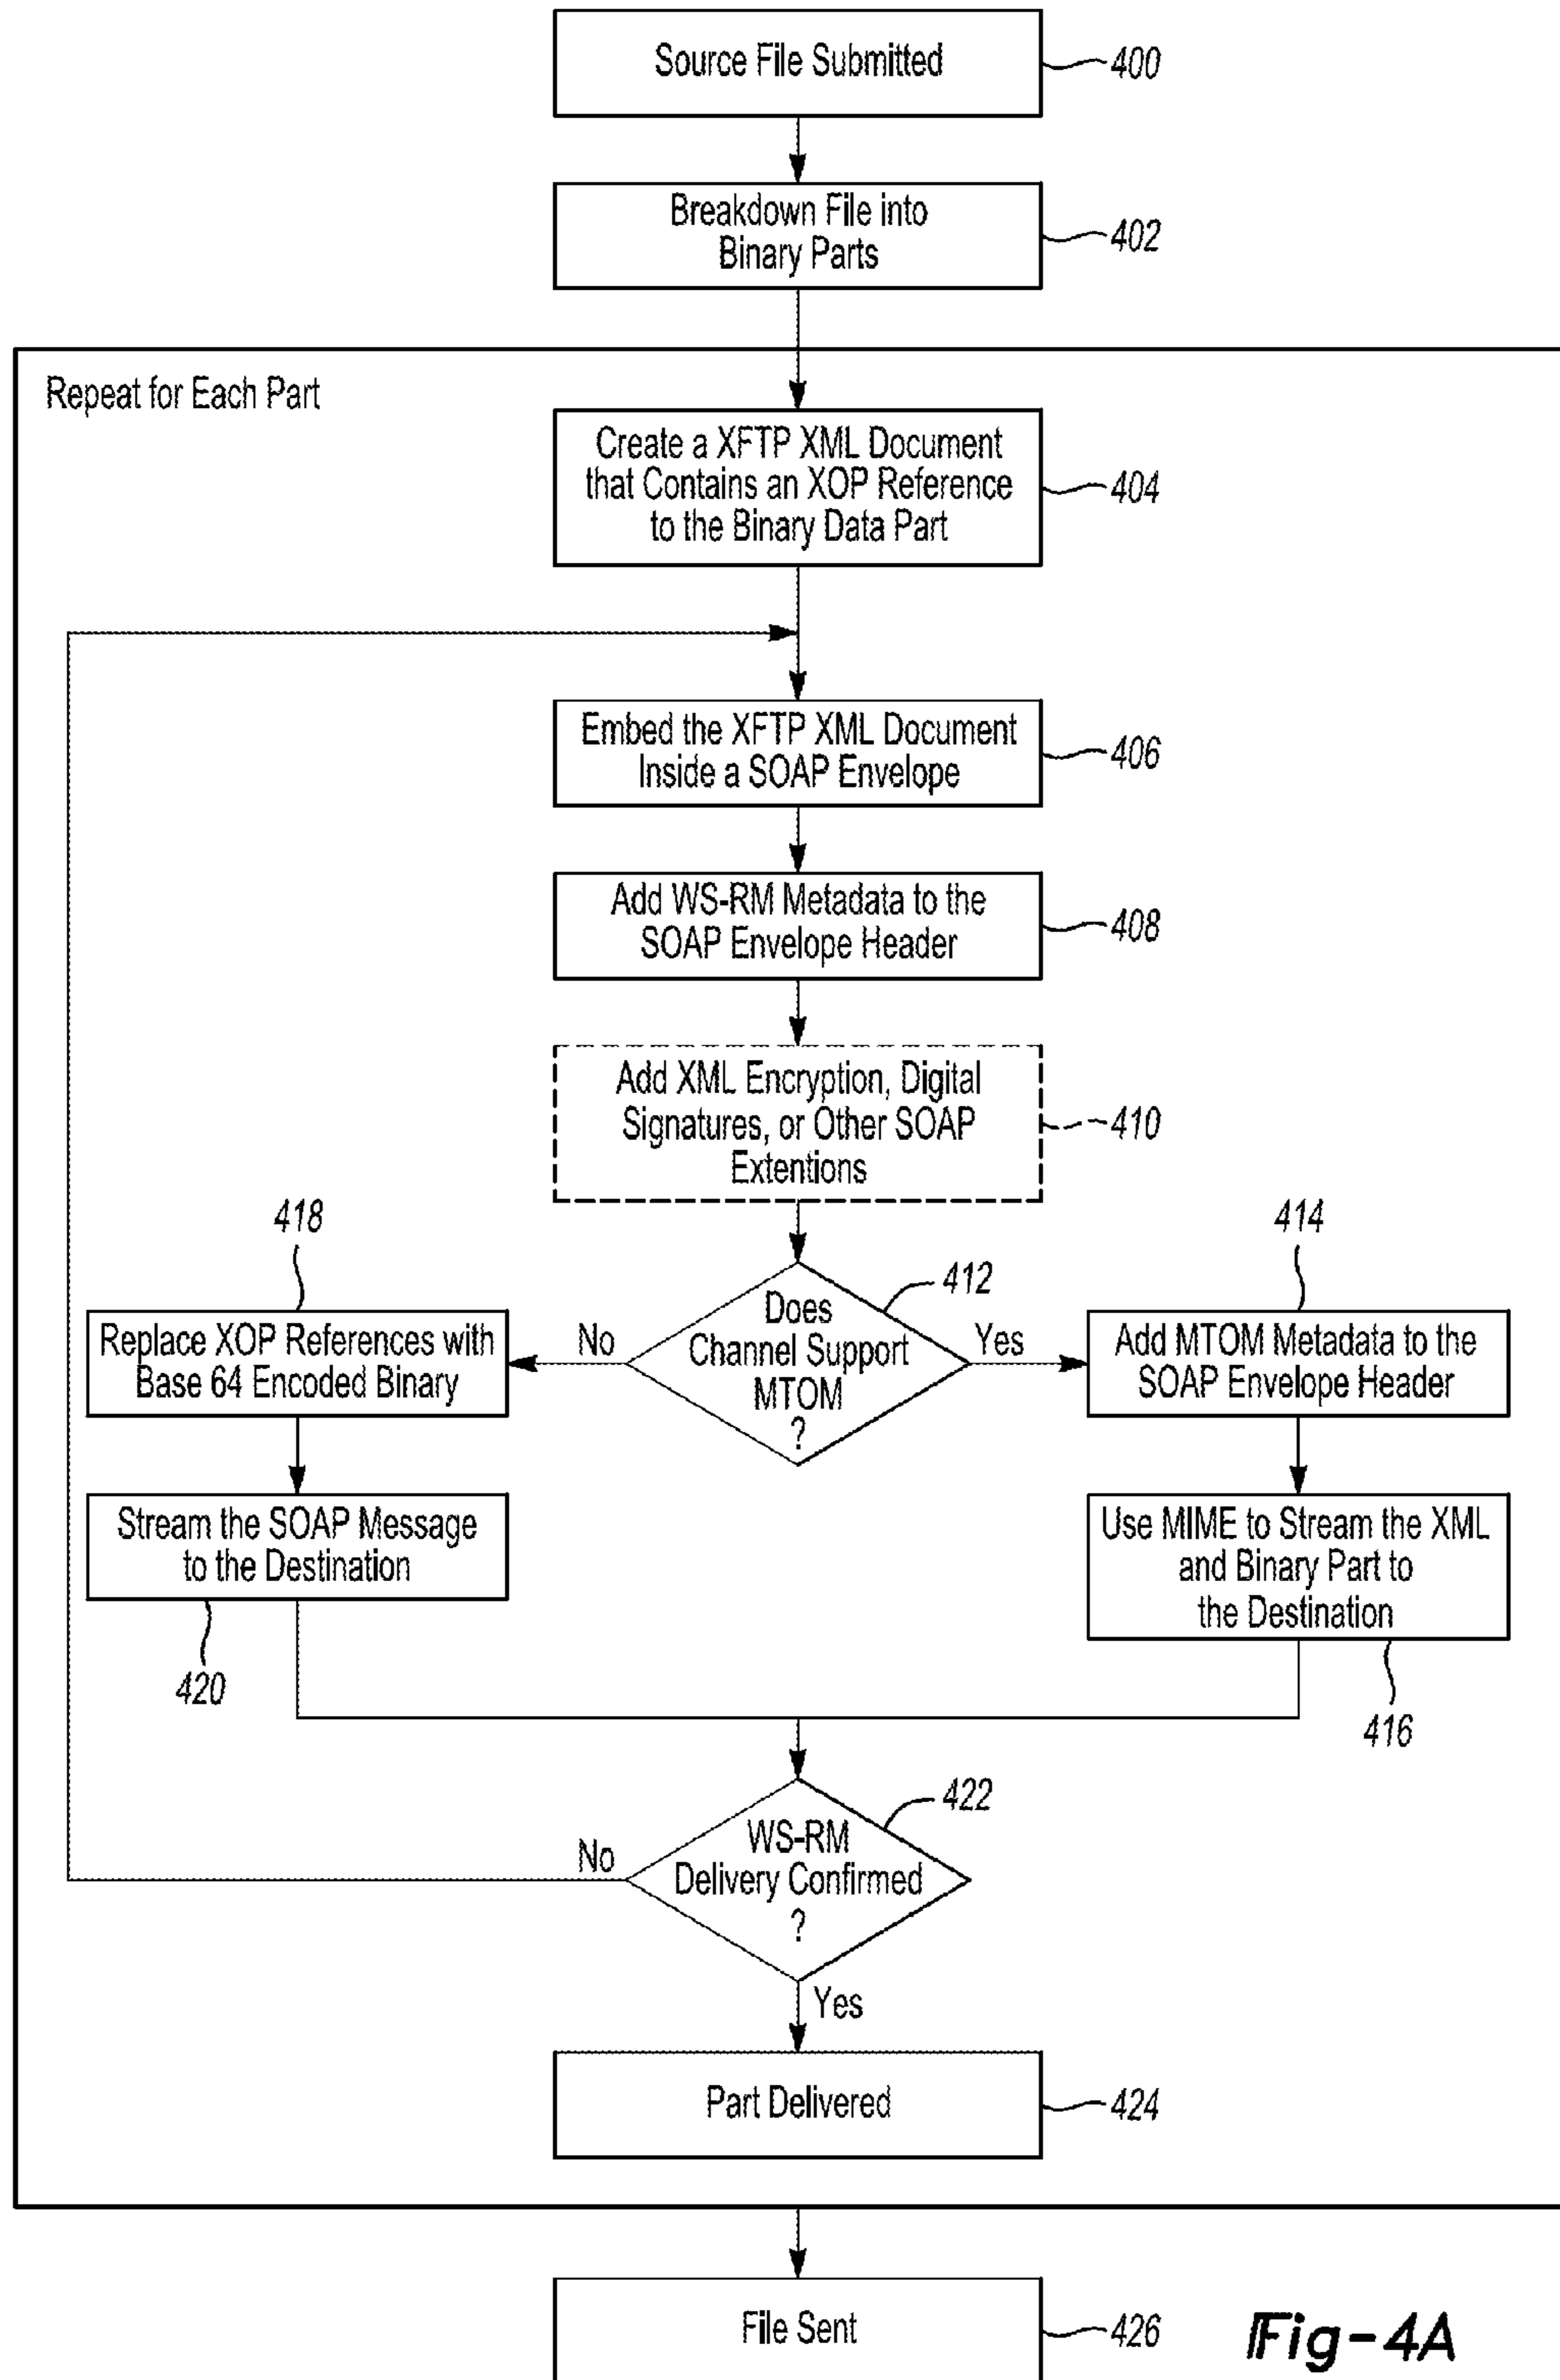 Source File Submitted
400
Breakdown File into
Binary Parts
402
Repeat for Each Part
Create a XFTP XML Document
that Contains an XOP Reference
to the Binary Data Part
404
Embed the XFTP XML Document
Inside a SOAP Envelope
406
Add WS-RM Metadata to the
SOAP Envelope Header
408
Add XML Encryption, Digital
Signatures, or Other SOAP
Extentions
410
418
414
412
Does
Channel Support
MTOM
?
No
Yes
Replace XOP References with
Base 64 Encoded Binary
Add MTOM Metadata to the
SOAP Envelope Header
Stream the SOAP Message
to the Destination
420
Use MIME to Stream the XML
and Binary Part to
the Destination
416
422
WS-RM
Delivery Confirmed
?
No
Yes
Part Delivered
424
File Sent
426
Fig-4A